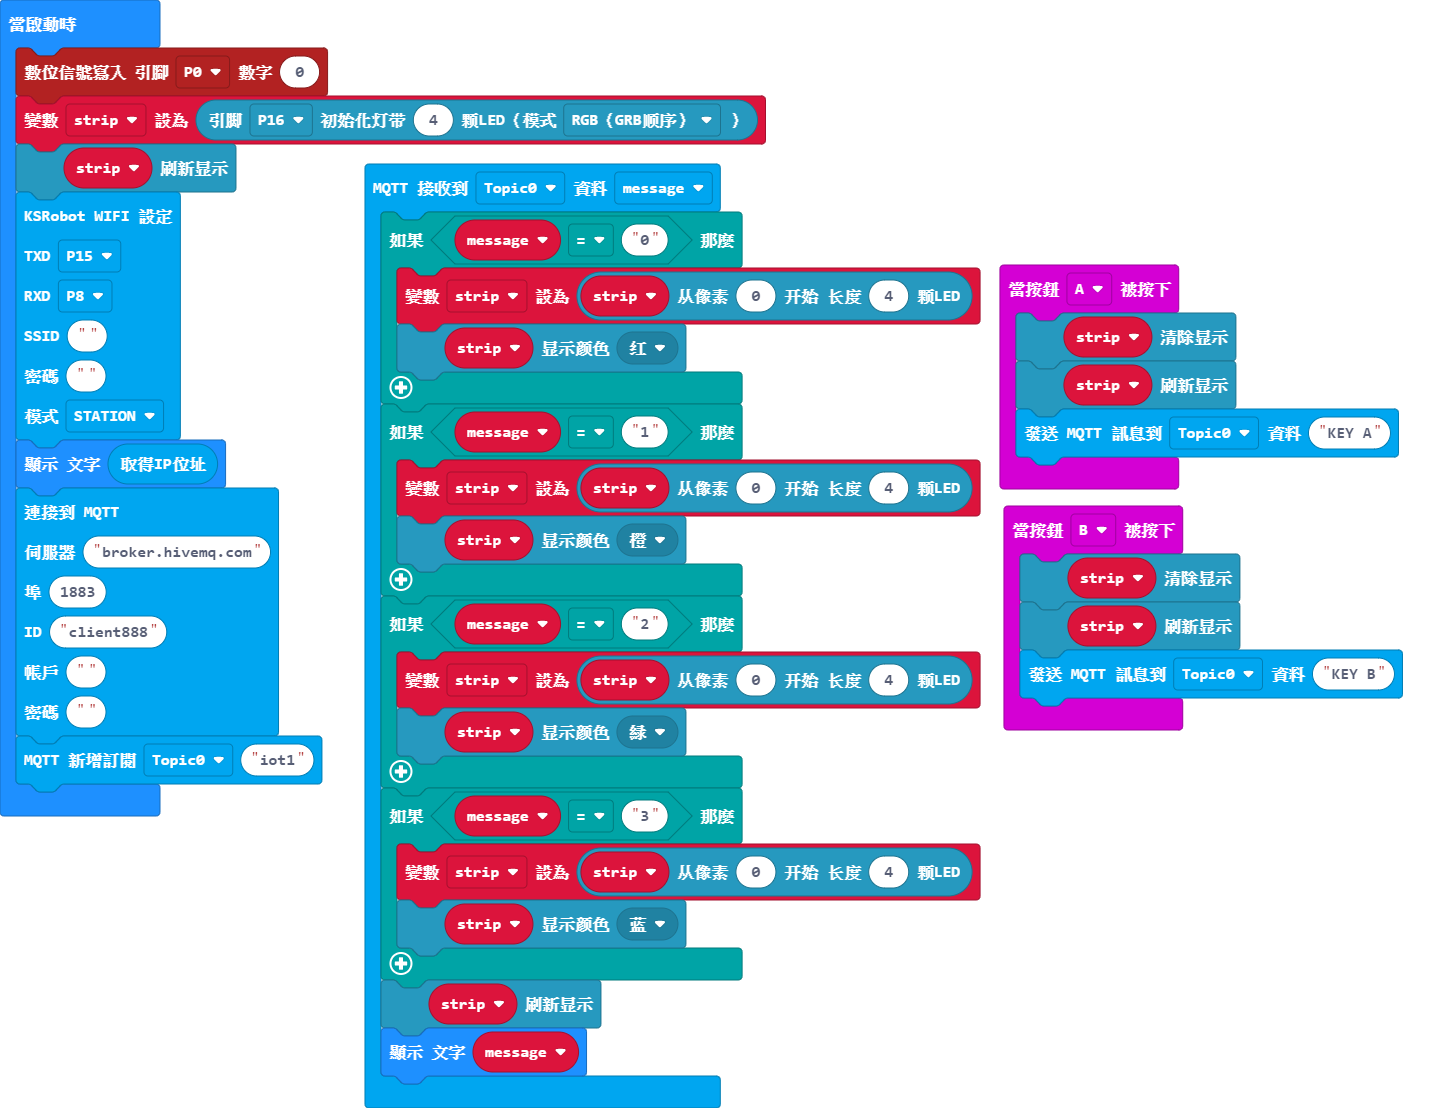 當啟動時
數位信號寫入 引腳 P0 數字 0
變數 strip 設為 引脚 P16 初始化灯带 4 颗LED（模式 RGB（GRB顺序） ）
strip 刷新显示
KSRobot WIFI 設定
TXD P15
RXD P8
SSID " "
密碼 " "
模式 STATION
顯示 文字 取得IP位址
連接到 MQTT
伺服器 "broker.hivemq.com"
埠 1883
ID "client888"
帳戶 " "
密碼 " "
MQTT 新增訂閱 Topic0 "iot1"
MQTT 接收到 Topic0 資料 message
如果 message = "0" 那麼
變數 strip 設為 strip 从像素 0 开始 长度 4 颗LED
strip 显示颜色 红
如果 message = "1" 那麼
變數 strip 設為 strip 从像素 0 开始 长度 4 颗LED
strip 显示颜色 橙
如果 message = "2" 那麼
變數 strip 設為 strip 从像素 0 开始 长度 4 颗LED
strip 显示颜色 緑
如果 message = "3" 那麼
變數 strip 設為 strip 从像素 0 开始 长度 4 颗LED
strip 显示颜色 蓝
strip 刷新显示
顯示 文字 message
當按鈕 A 被按下
strip 清除显示
strip 刷新显示
發送 MQTT 訊息到 Topic0 資料 "KEY A"
當按鈕 B 被按下
strip 清除显示
strip 刷新显示
發送 MQTT 訊息到 Topic0 資料 "KEY B"